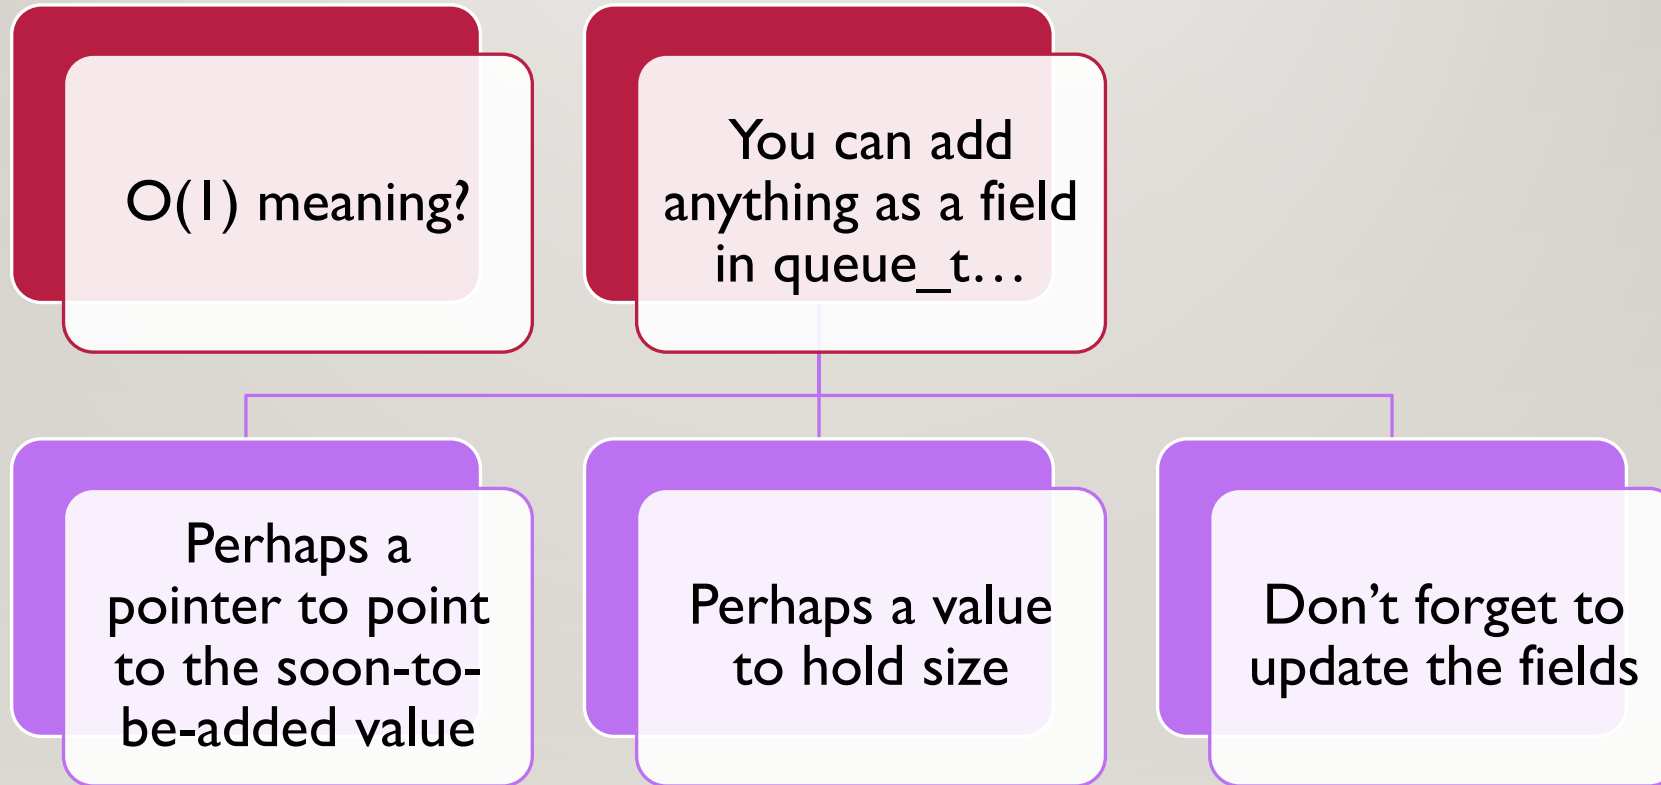 O(1) meaning?
You can add
anything as a field
in queue_t…
Perhaps a
pointer to point
to the soon-to-
be-added value
Perhaps a value
to hold size
Don’t forget to
update the fields